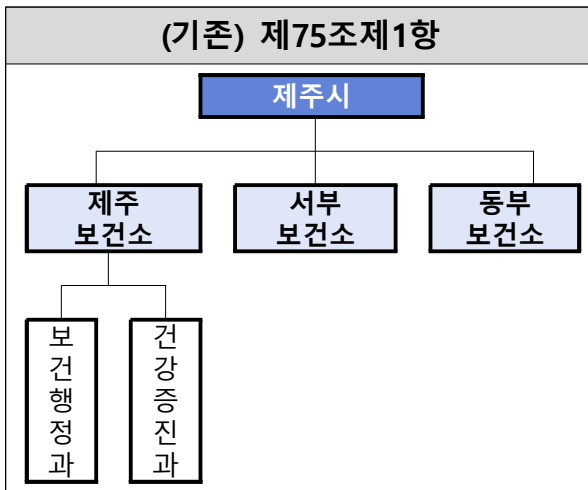 (기존) 제75조제1항
제주시
제주
보건소
서부
보건소
동부
보건소
보건행정과
건강증진과